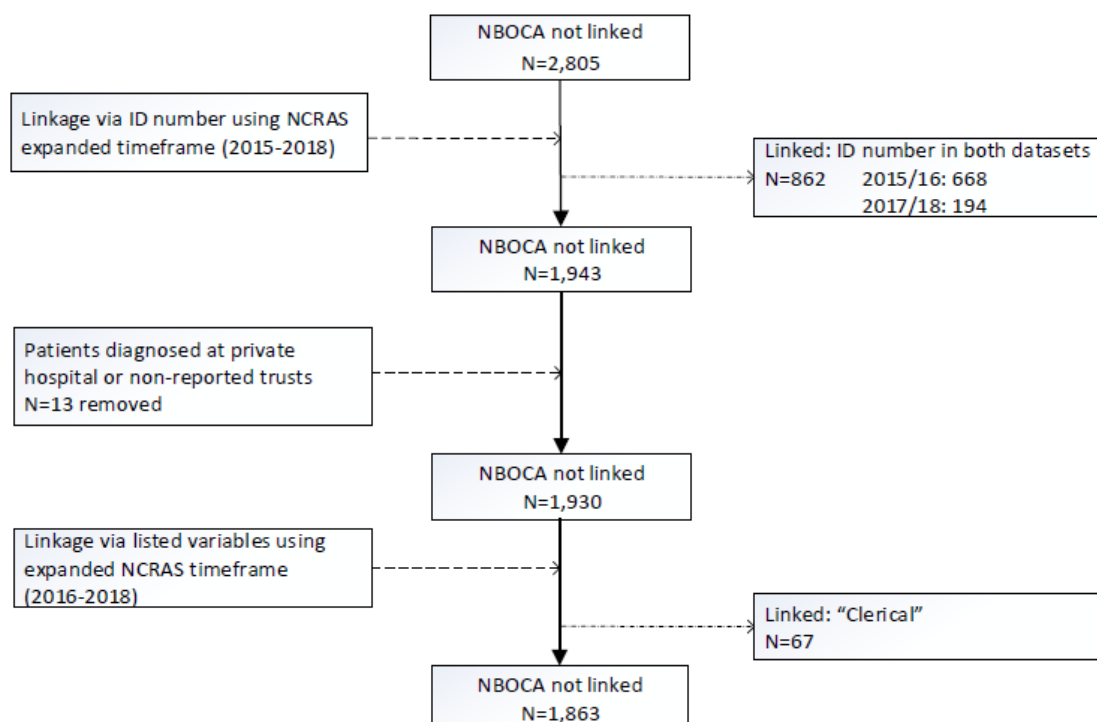 NBOCA not linked
N=2,805
Linkage via ID number using NCRAS
expanded timeframe (2015-2018)
Linked: ID number in both datasets
N=862 2015/16: 668
2017/18: 194
NBOCA not linked
N=1,943
Patients diagnosed at private
hospital or non-reported trusts
N=13 removed
NBOCA not linked
N=1,930
Linkage via listed variables using
expanded NCRAS timeframe
(2016-2018)
Linked: “Clerical”
N=67
NBOCA not linked
N=1,863